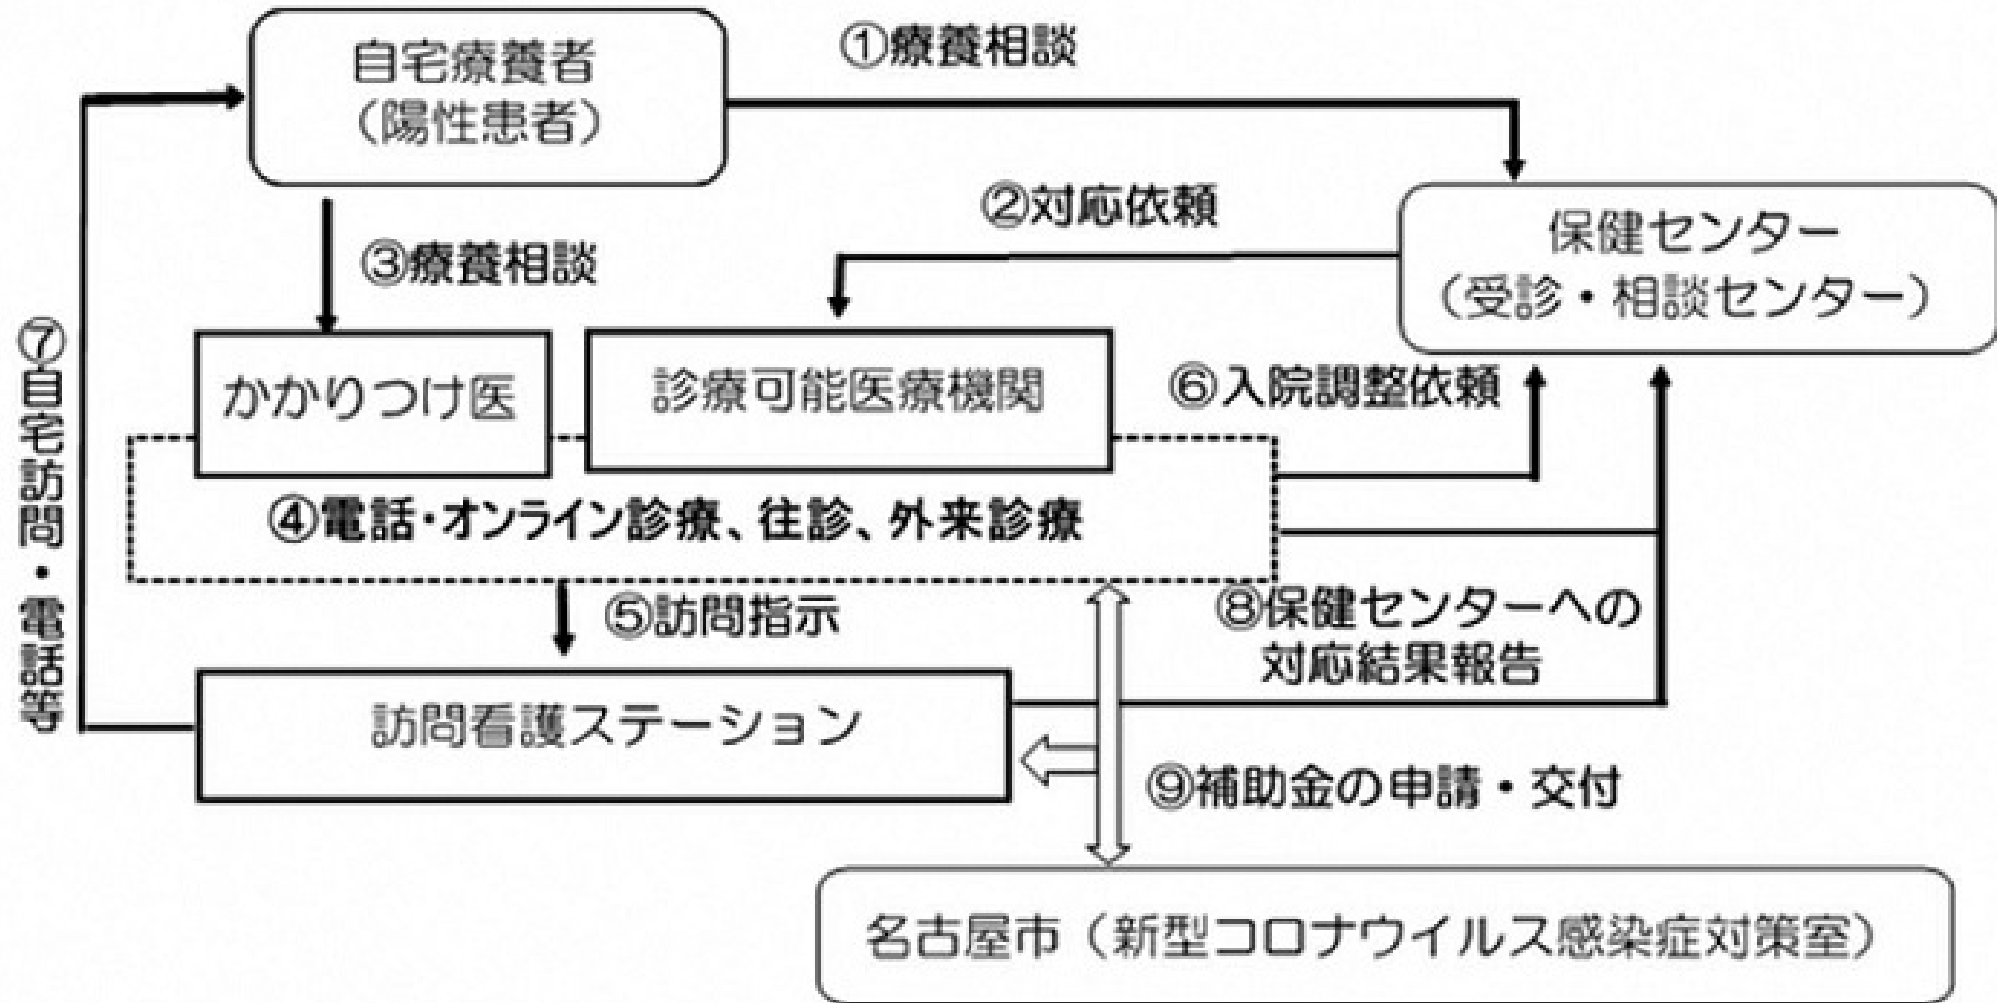 自宅療養者
（陽性患者）
①療養相談
②対応依頼
保健センター
（受診・相談センター）
③療養相談
⑦自宅訪問・電話等
かかりつけ医
診療可能医療機関
⑥入院調整依頼
④電話・オンライン診療、往診、外来診療
⑤訪問指示
⑧保健センターへの
対応結果報告
訪問看護ステーション
⑨補助金の申請・交付
名古屋市（新型コロナウイルス感染症対策室）